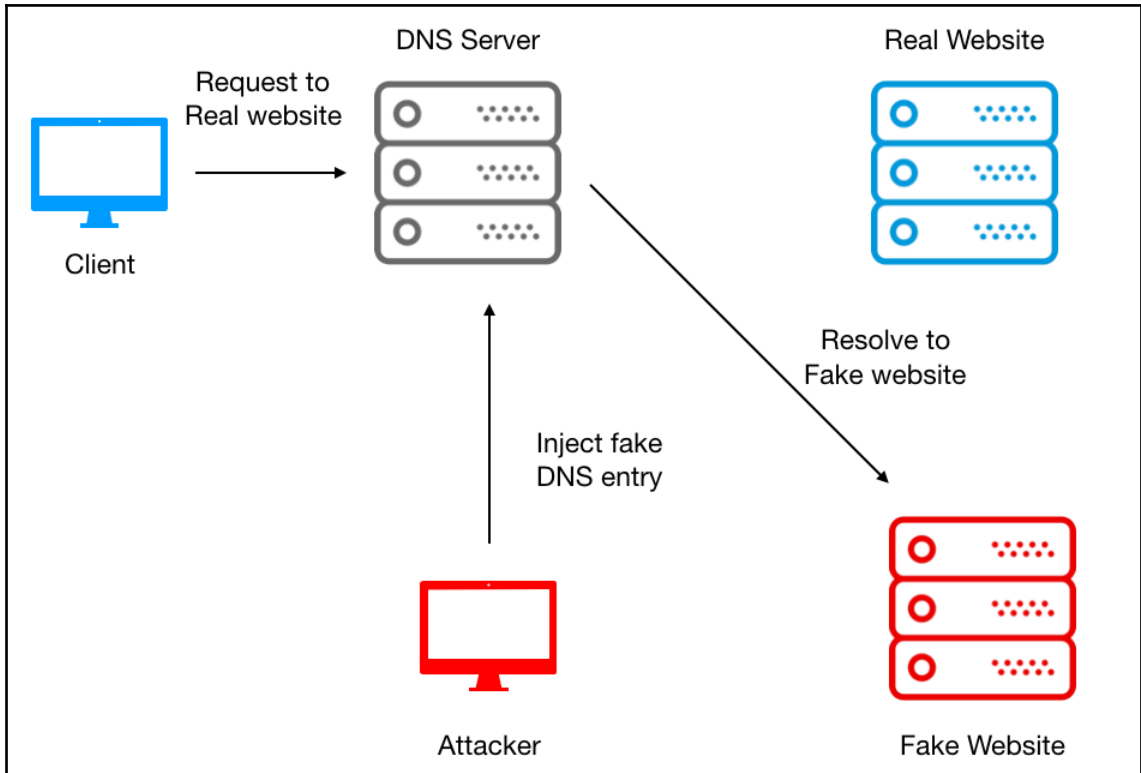 DNS Server
Real Website
Request to
Real website
Client
Resolve to
Fake website
Inject fake
DNS entry
Attacker
Fake Website